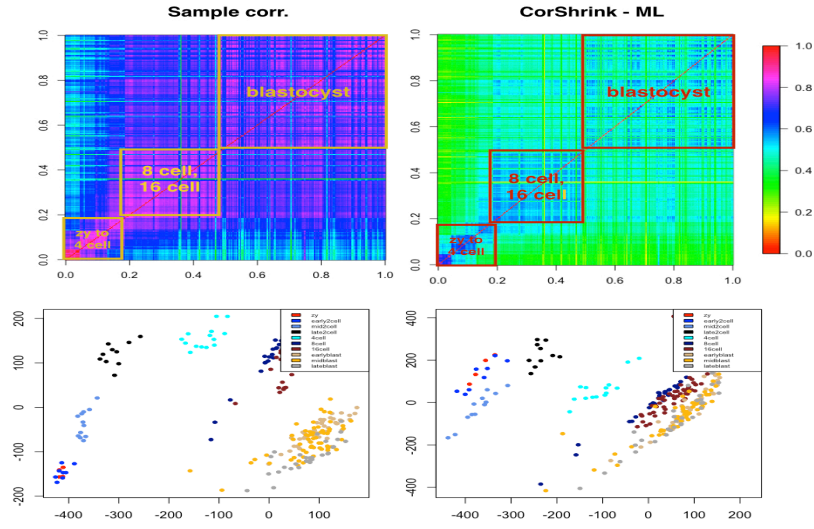 Sample corr.
CorShrink - ML
1.0
0.8
0.6
0.4
0.2
0.0
0.0
0.2
0.4
0.6
0.8
1.0
blastocyst
8 cell,
16 cell
zy to
4 cell
1.0
0.8
0.6
0.4
0.2
0.0
0.0
0.2
0.4
0.6
0.8
1.0
blastocyst
8 cell,
16 cell
zy to
4 cell
1.0
0.8
0.6
0.4
0.2
0.0
200
100
0
-100
-200
-400
-300
-200
-100
0
100
zy
early2cell
mid2cell
late2cell
4cell
8cell
16cell
earlyblast
midblast
lateblast
400
200
0
-200
-400
-400
-300
-200
-100
0
100
200
zy
early2cell
mid2cell
late2cell
4cell
8cell
16cell
earlyblast
midblast
lateblast